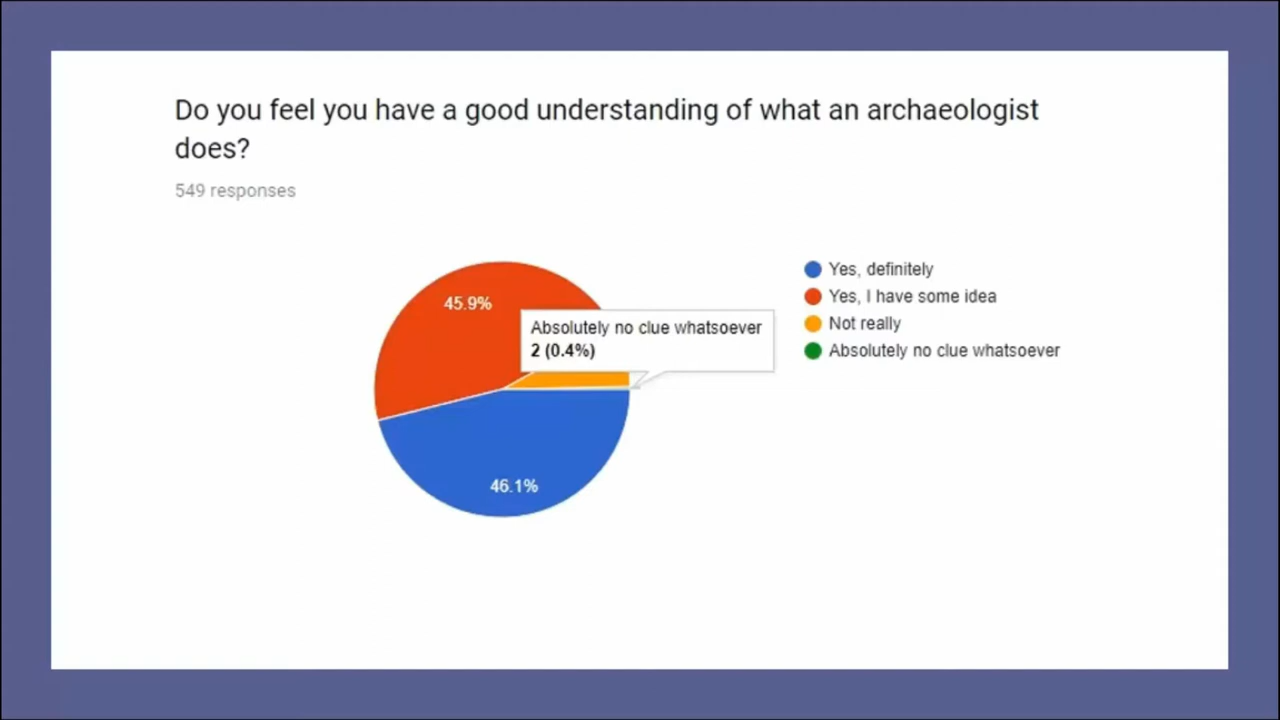 Do you feel you have a good understanding of what an archaeologist
does?
549 responses
45.9%
Absolutely no clue whatsoever
2 (0.4%)
46.1%
Yes, definitely
Yes, I have some idea
Not really
Absolutely no clue whatsoever